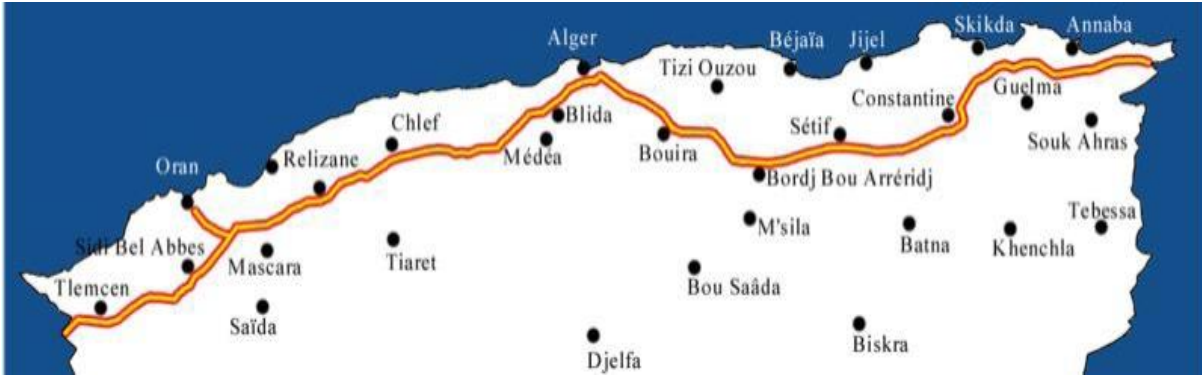 Skikda
Annaba
Alger
Béjaïa
Jijel
Tizi Ouzou
Guelma
Constantine
Blida
Chlef
Sétif
Souk Ahras
Médéa
Bouira
Oran
Relizane
Bordj Bou Arréridj
Tebessa
M'sila
Sidi Bel Abbes
Batna
Khenchla
Mascara
Tiaret
Tlemcen
Bou Saâda
Saïda
Biskra
Djelfa